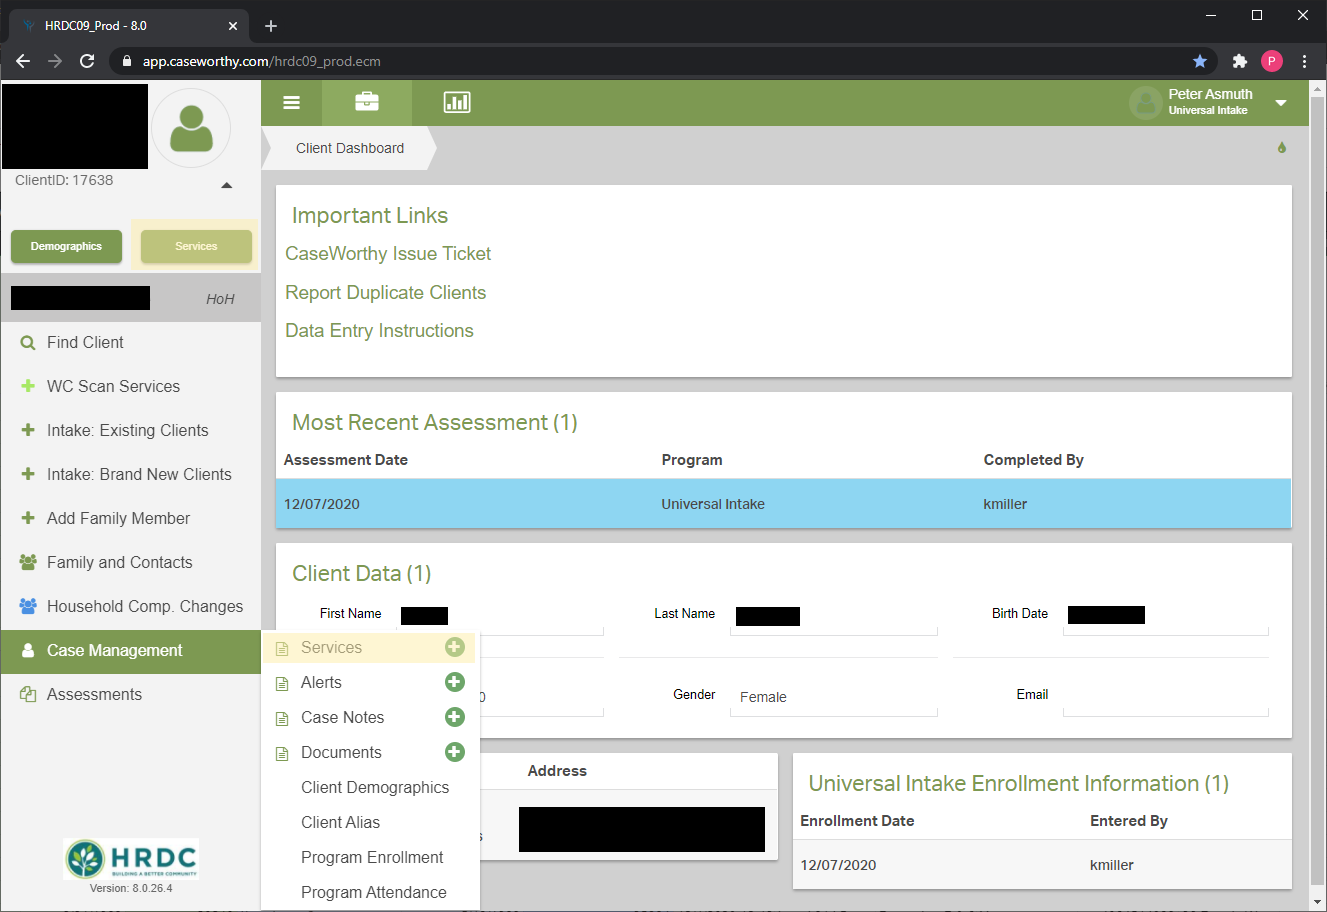 HRDC09_Prod - 8.0
app.caseworthy.com/hrdc09_prod.ecm
P
Peter Asmuth
Universal Intake
ClientID: 17638
Demographics
Services
HoH
Find Client
WC Scan Services
Intake: Existing Clients
Intake: Brand New Clients
Add Family Member
Family and Contacts
Household Comp. Changes
Case Management
Assessments
HRDC
BUILDING A BETTER COMMUNITY
Version: 8.0.26.4
Services
Alerts
Case Notes
Documents
Client Demographics
Client Alias
Program Enrollment
Program Attendance
Client Dashboard
Important Links
CaseWorthy Issue Ticket
Report Duplicate Clients
Data Entry Instructions
Most Recent Assessment (1)
Assessment Date Program Completed By
12/07/2020 Universal Intake kmiller
Client Data (1)
First Name Last Name Birth Date
0 Gender Female Email
Address
s
Universal Intake Enrollment Information (1)
Enrollment Date Entered By
12/07/2020 kmiller